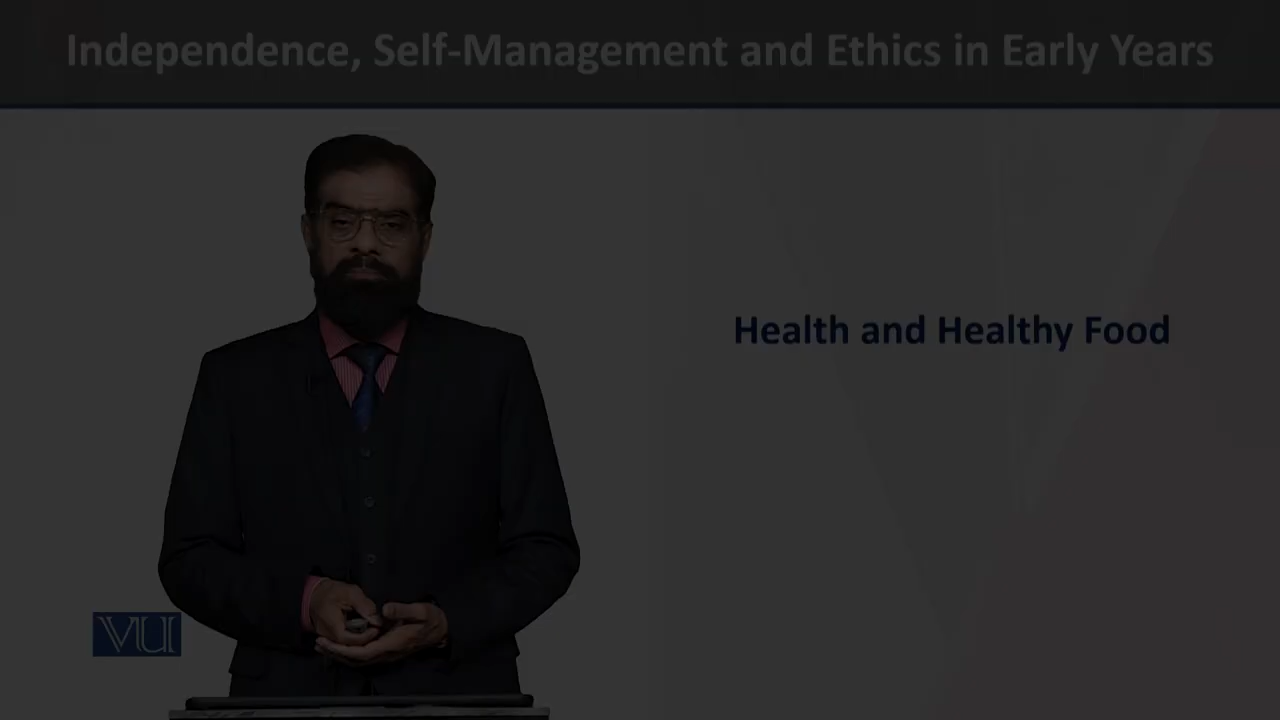 Independence, Self-Management and Ethics in Early Years
Health and Healthy Food
VU